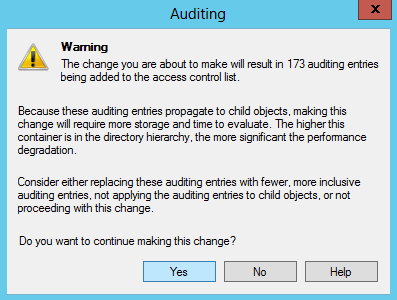 Auditing
x
Warning
The change you are about to make will result in 173 auditing entries
being added to the access control list.
Because these auditing entries propagate to child objects, making this
change will require more storage and time to evaluate. The higher this
container is in the directory hierarchy, the more significant the performance
degradation.
Consider either replacing these auditing entries with fewer, more inclusive
auditing entries, not applying the auditing entries to child objects, or not
proceeding with this change.
Do you want to continue making this change?
Yes No Help